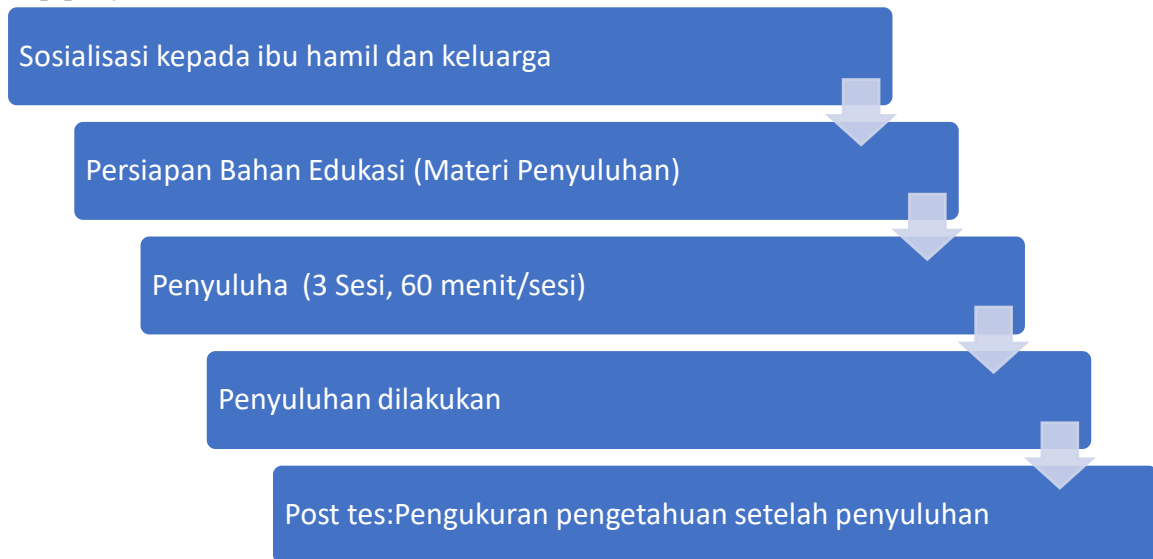 Sosialisasi kepada ibu hamil dan keluarga
Persiapan Bahan Edukasi (Materi Penyuluhan)
Penyuluha (3 Sesi, 60 menit/sesi)
Penyuluhan dilakukan
Post tes:Pengukuran pengetahuan setelah penyuluhan